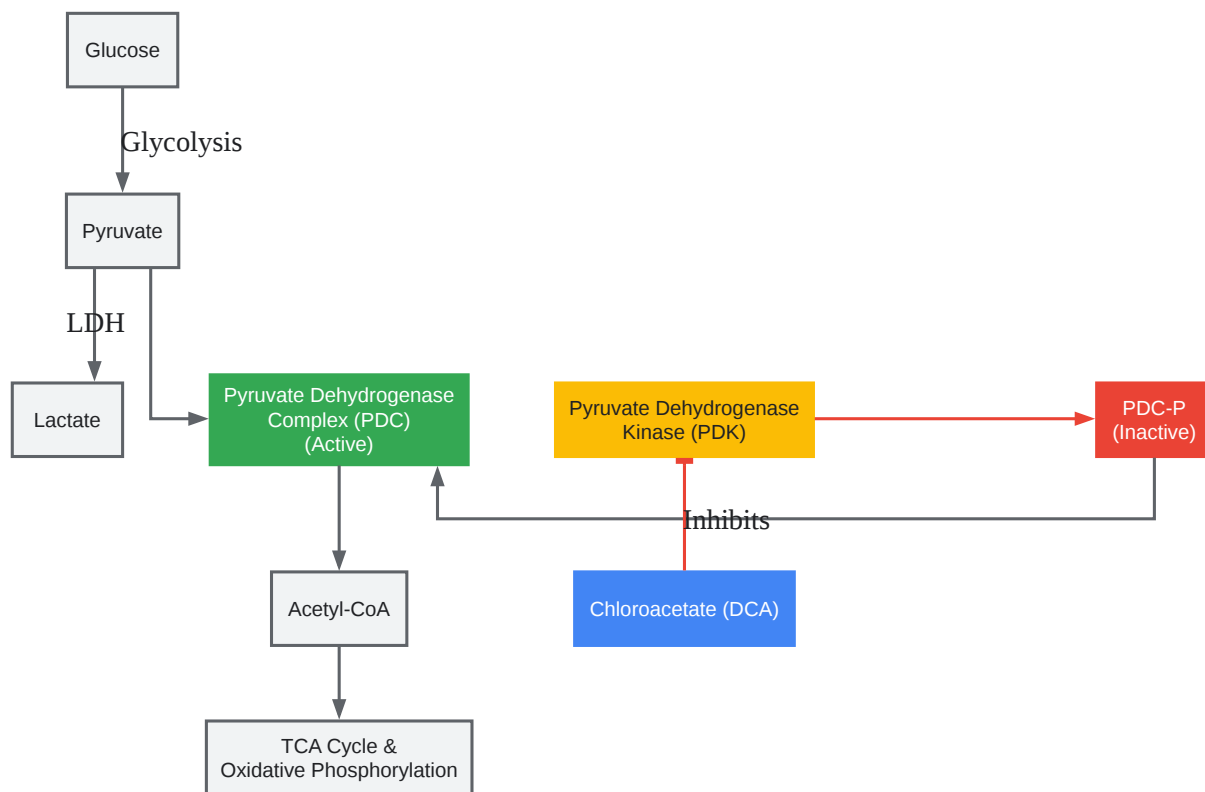 Glucose
Glycolysis
Pyruvate
LDH
Lactate
Pyruvate Dehydrogenase
Complex (PDC)
(Active)
Pyruvate Dehydrogenase
Kinase (PDK)
PDC-P
(Inactive)
Inhibits
Acetyl-CoA
Chloroacetate (DCA)
TCA Cycle &
Oxidative Phosphorylation